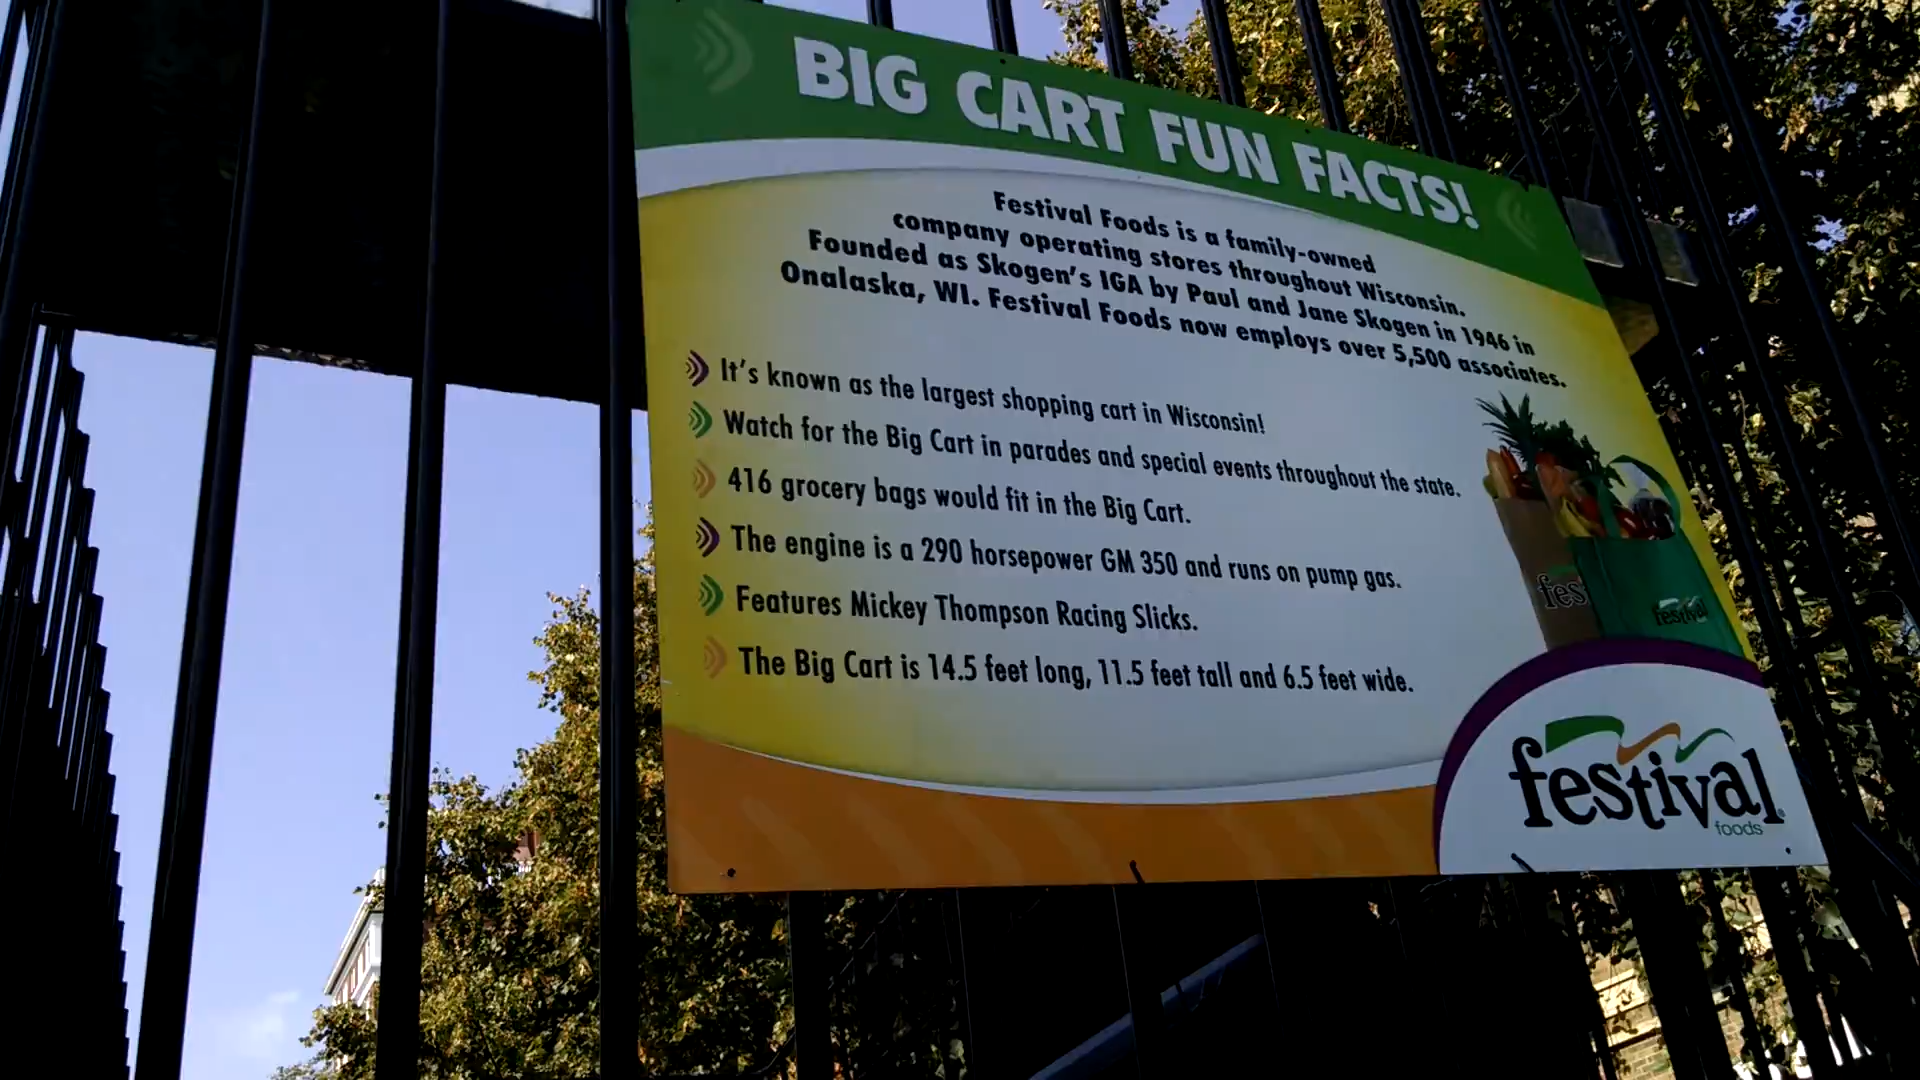 BIG CART FUN FACTS!
Festival Foods is a family-owned
company operating stores throughout Wisconsin.
Founded as Skogen's IGA by Paul and Jane Skogen in 1946 in
Onalaska, WI. Festival Foods now employs over 5,500 associates.
It's known as the largest shopping cart in Wisconsin!
Watch for the Big Cart in parades and special events throughout the state.
416 grocery bags would fit in the Big Cart.
The engine is a 290 horsepower GM 350 and runs on pump gas.
Features Mickey Thompson Racing Slicks.
The Big Cart is 14.5 feet long, 11.5 feet tall and 6.5 feet wide.
fes
festival
festival
foods